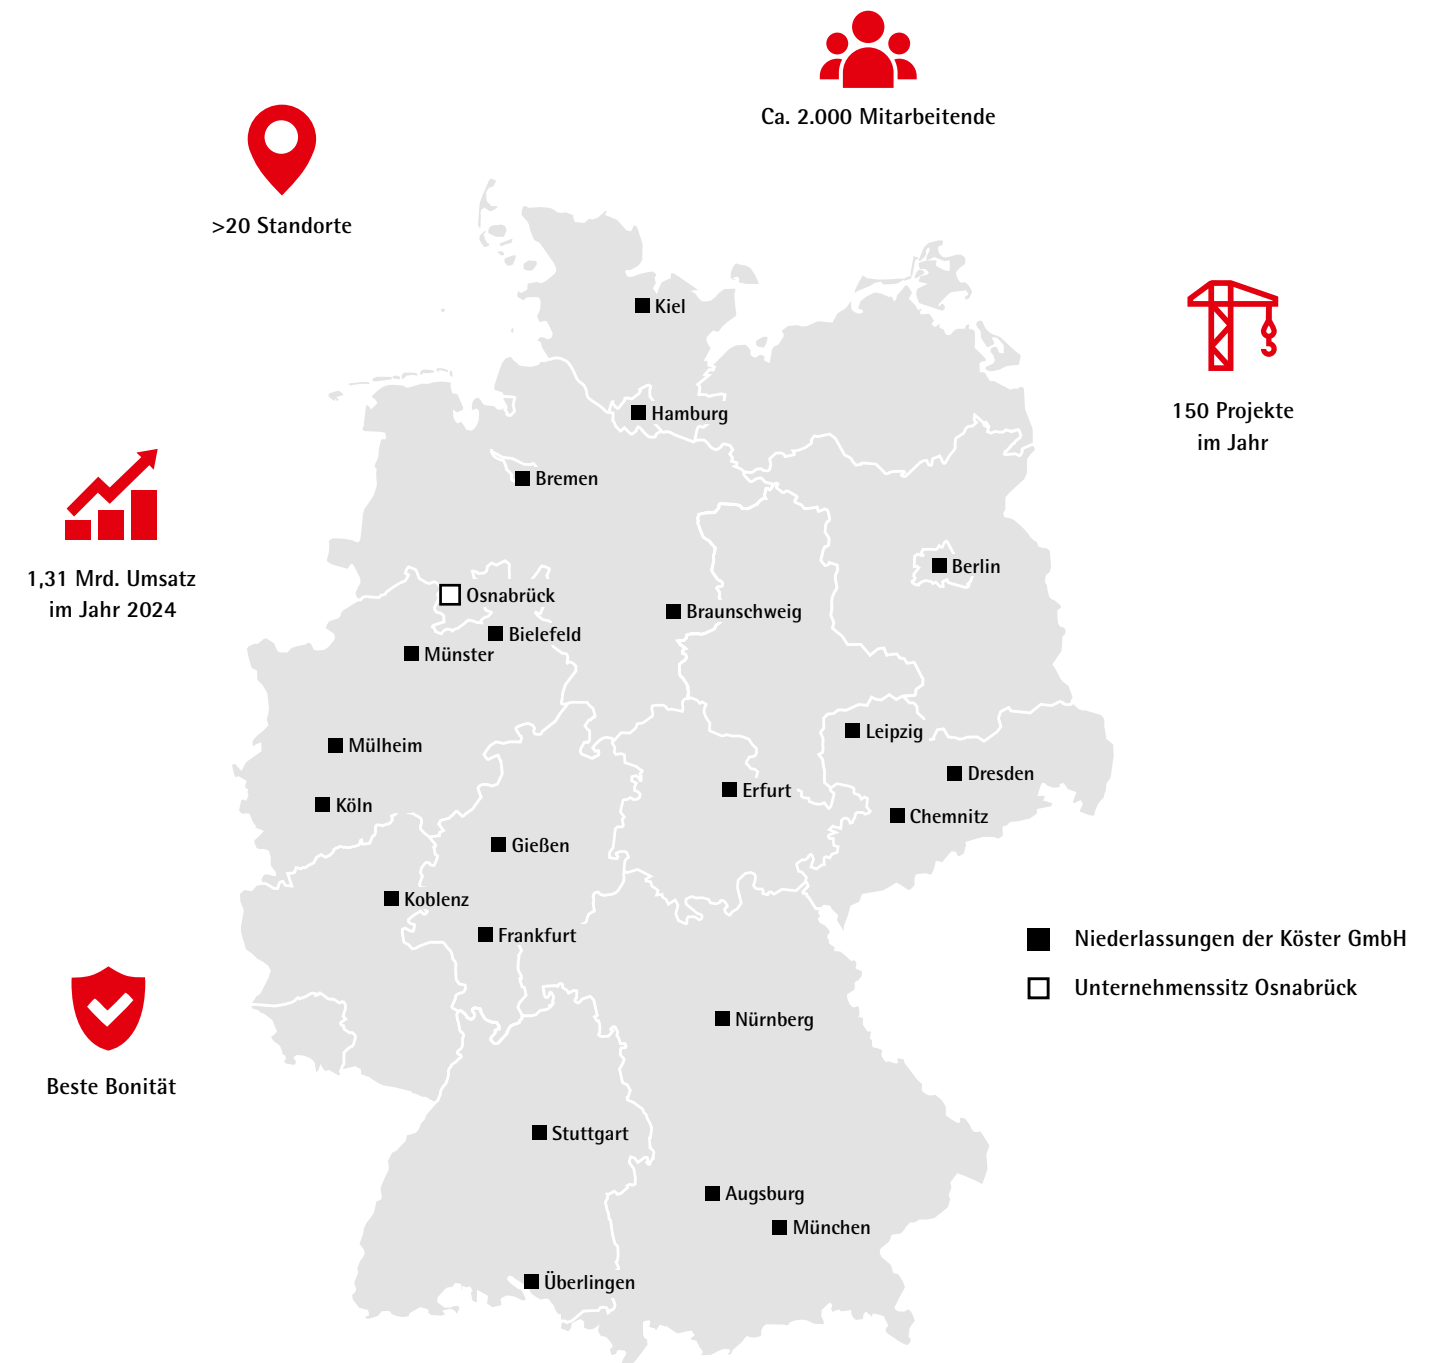 Ca. 2.000 Mitarbeitende
>20 Standorte
Kiel
150 Projekte
im Jahr
Hamburg
Bremen
1,31 Mrd. Umsatz
im Jahr 2024
Berlin
Osnabrück
Braunschweig
Bielefeld
Münster
Leipzig
Mülheim
Dresden
Erfurt
Köln
Chemnitz
Gießen
Koblenz
Frankfurt
Niederlassungen der Köster GmbH
Unternehmenssitz Osnabrück
Nürnberg
Beste Bonität
Stuttgart
Augsburg
München
Überlingen